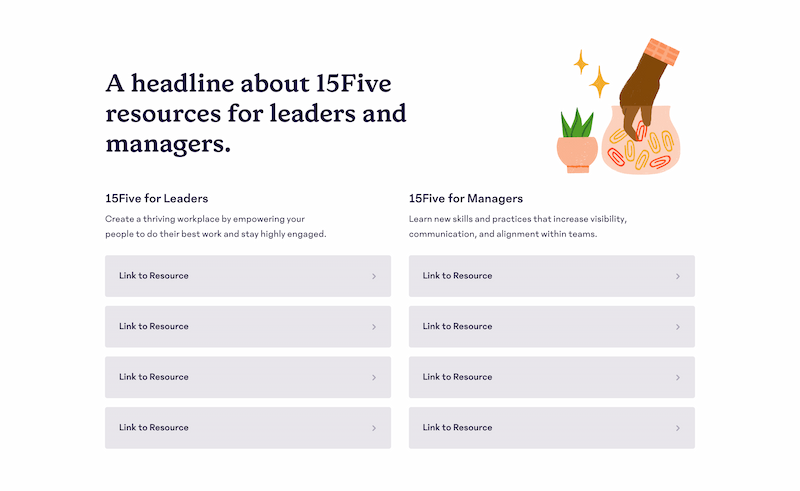 A headline about 15Five
resources for leaders and
managers.
15Five for Leaders
Create a thriving workplace by empowering your
people to do their best work and stay highly engaged.
Link to Resource
Link to Resource
Link to Resource
Link to Resource
15Five for Managers
Learn new skills and practices that increase visibility,
communication, and alignment within teams.
Link to Resource
Link to Resource
Link to Resource
Link to Resource